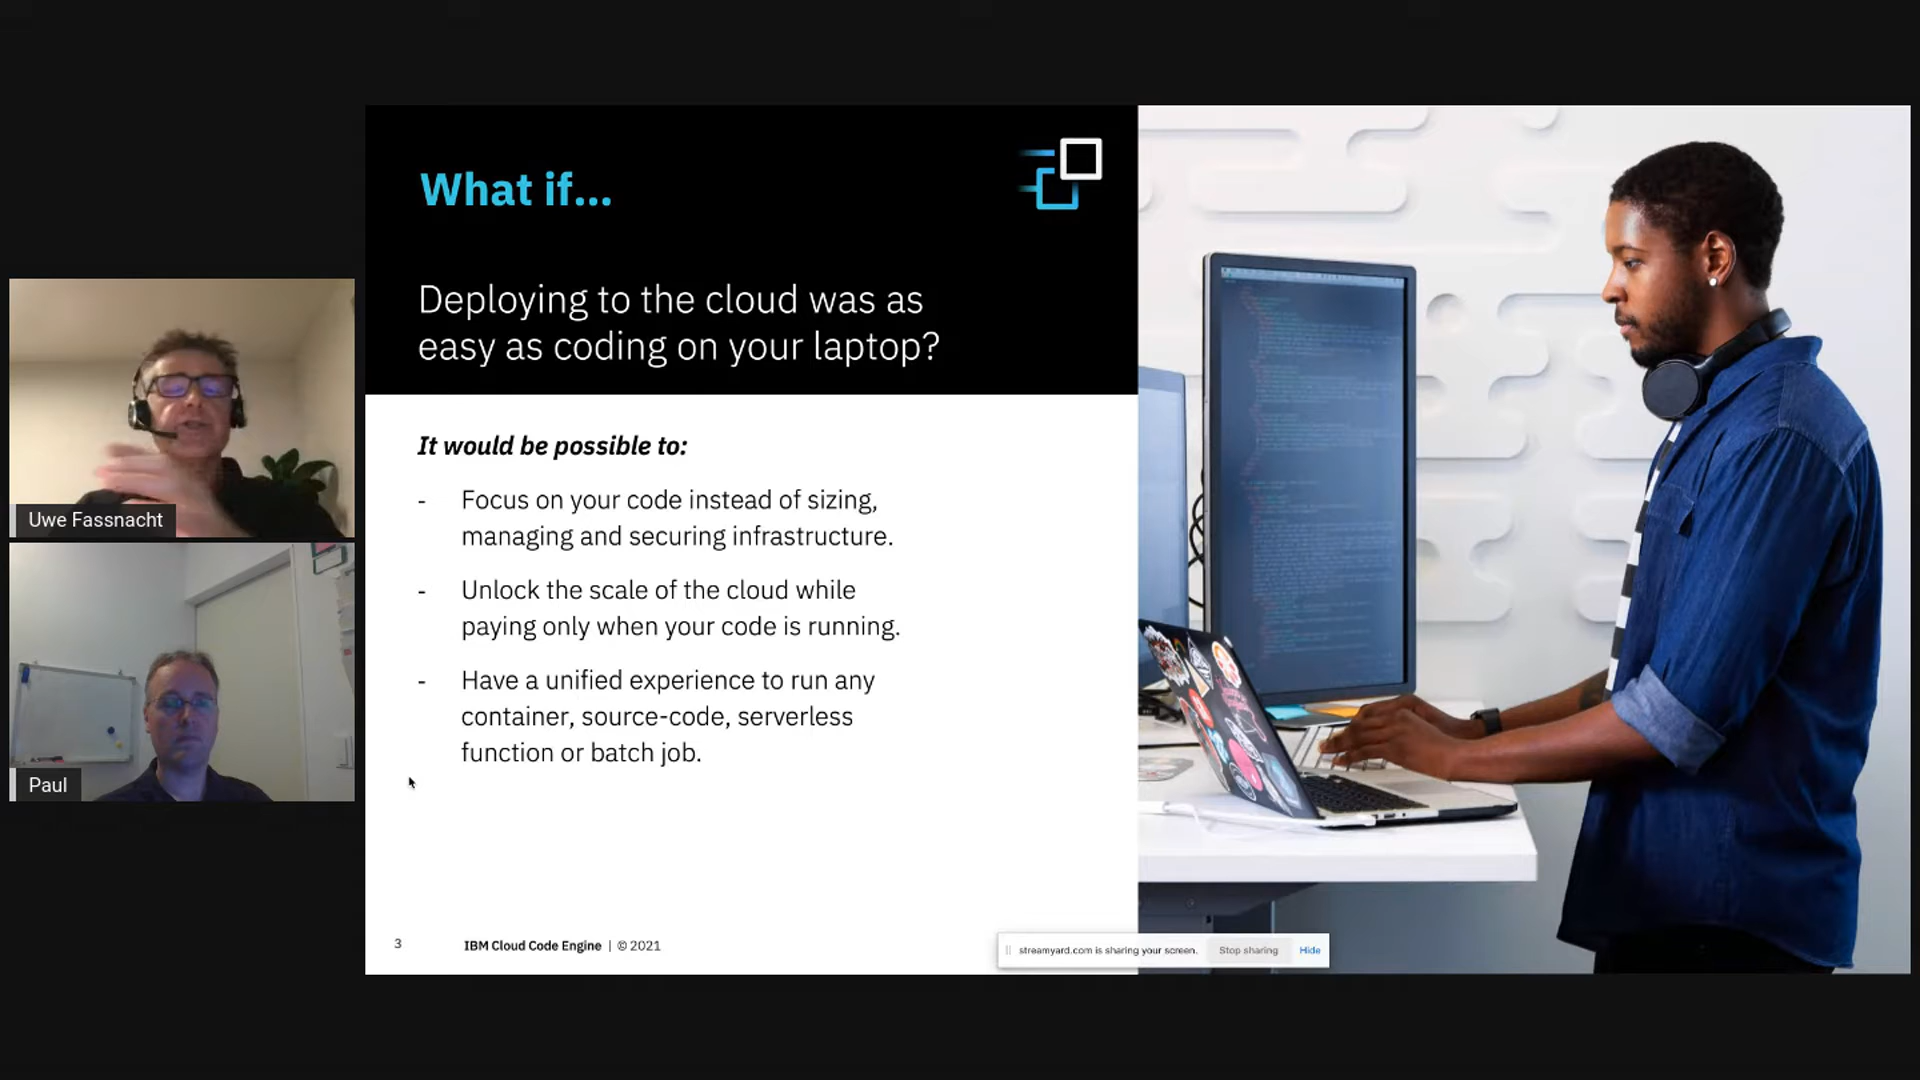 What if...
Deploying to the cloud was as
easy as coding on your laptop?
It would be possible to:
- Focus on your code instead of sizing,
managing and securing infrastructure.
- Unlock the scale of the cloud while
paying only when your code is running.
- Have a unified experience to run any
container, source-code, serverless
function or batch job.
3 IBM Cloud Code Engine | © 2021
streamyard.com is sharing your screen. Stop sharing Hide
Uwe Fassnacht
Paul